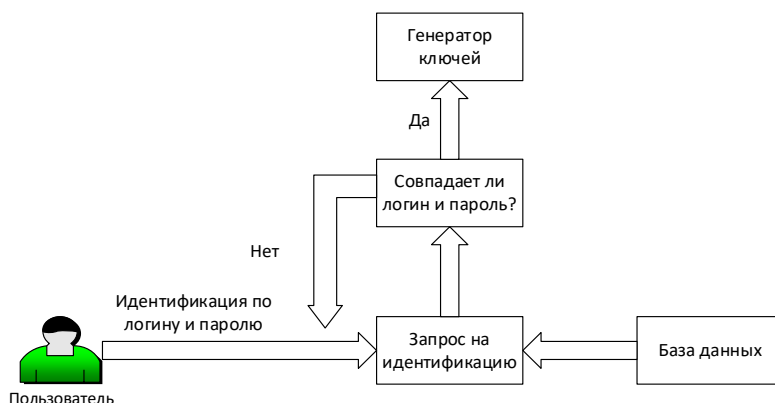 Генератор
ключей
Да
Совпадает ли
логин и пароль?
Нет
Идентификация по
логину и паролю
Запрос на
идентификацию
База данных
Пользователь